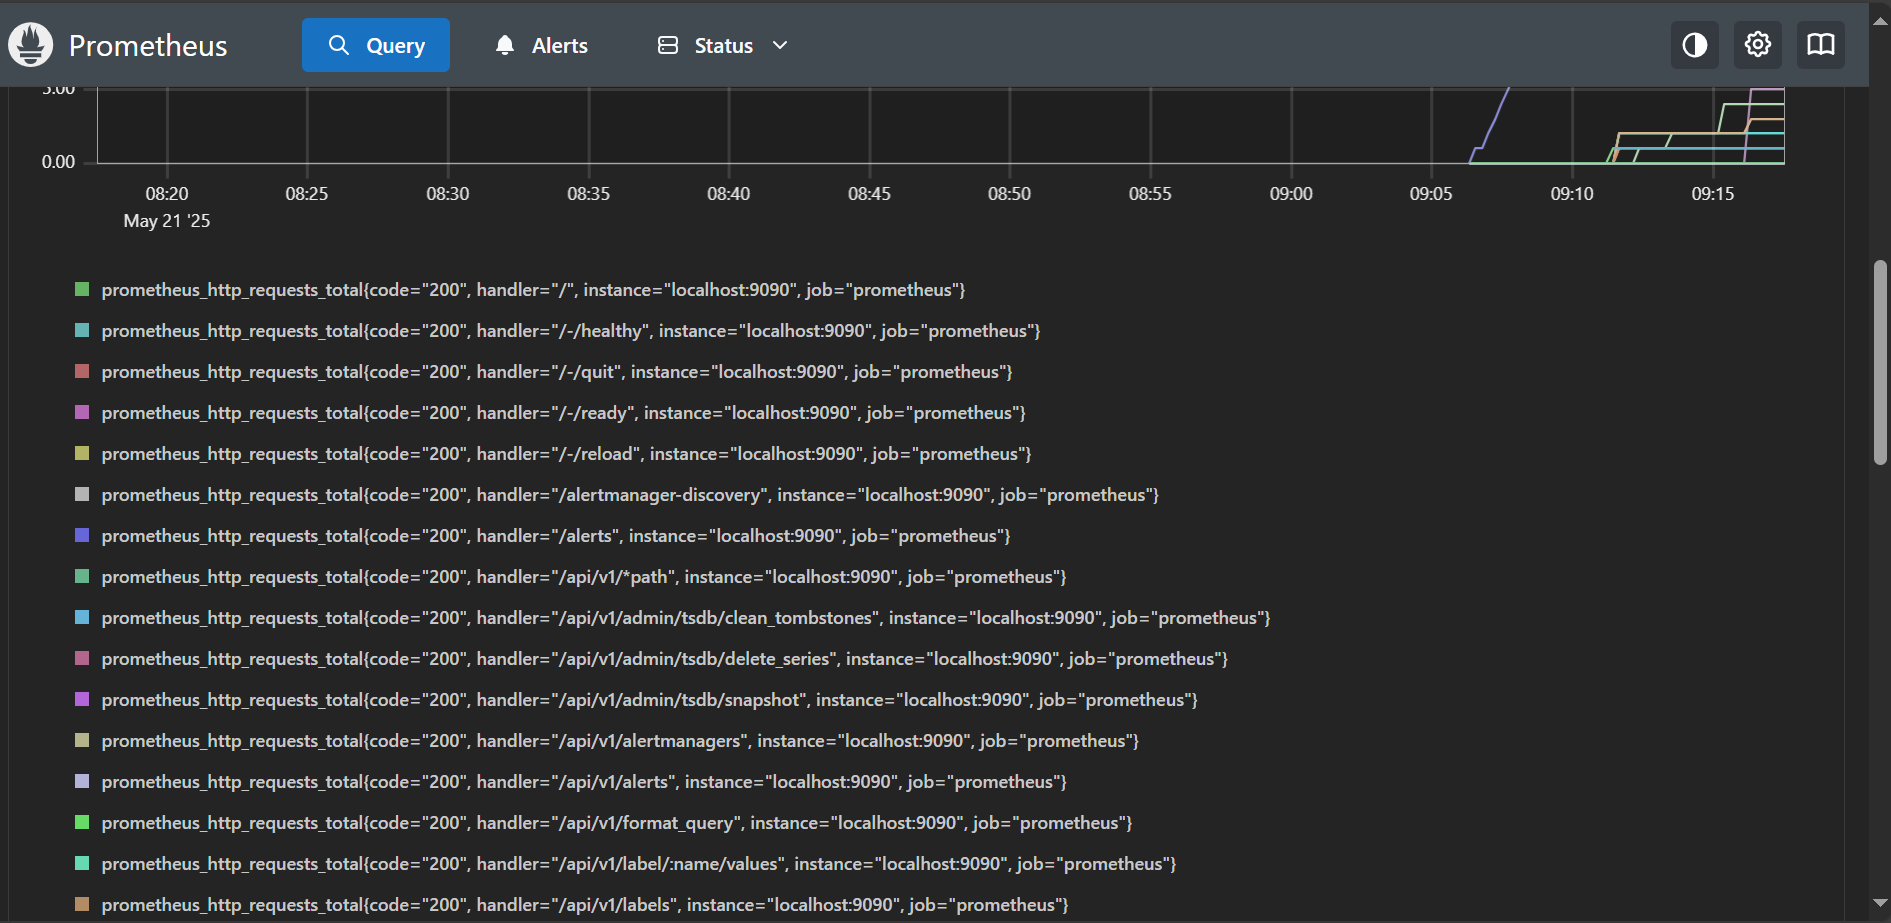 Prometheus Query Alerts Status
5.00
0.00
08:20 08:25 08:30 08:35 08:40 08:45 08:50 08:55 09:00 09:05 09:10 09:15
May 21 '25
prometheus_http_requests_total{code="200", handler="/", instance="localhost:9090", job="prometheus"}
prometheus_http_requests_total{code="200", handler="/-/healthy", instance="localhost:9090", job="prometheus"}
prometheus_http_requests_total{code="200", handler="/-/quit", instance="localhost:9090", job="prometheus"}
prometheus_http_requests_total{code="200", handler="/-/ready", instance="localhost:9090", job="prometheus"}
prometheus_http_requests_total{code="200", handler="/-/reload", instance="localhost:9090", job="prometheus"}
prometheus_http_requests_total{code="200", handler="/alertmanager-discovery", instance="localhost:9090", job="prometheus"}
prometheus_http_requests_total{code="200", handler="/alerts", instance="localhost:9090", job="prometheus"}
prometheus_http_requests_total{code="200", handler="/api/v1/*path", instance="localhost:9090", job="prometheus"}
prometheus_http_requests_total{code="200", handler="/api/v1/admin/tsdb/clean_tombstones", instance="localhost:9090", job="prometheus"}
prometheus_http_requests_total{code="200", handler="/api/v1/admin/tsdb/delete_series", instance="localhost:9090", job="prometheus"}
prometheus_http_requests_total{code="200", handler="/api/v1/admin/tsdb/snapshot", instance="localhost:9090", job="prometheus"}
prometheus_http_requests_total{code="200", handler="/api/v1/alertmanagers", instance="localhost:9090", job="prometheus"}
prometheus_http_requests_total{code="200", handler="/api/v1/alerts", instance="localhost:9090", job="prometheus"}
prometheus_http_requests_total{code="200", handler="/api/v1/format_query", instance="localhost:9090", job="prometheus"}
prometheus_http_requests_total{code="200", handler="/api/v1/label/:name/values", instance="localhost:9090", job="prometheus"}
prometheus_http_requests_total{code="200", handler="/api/v1/labels", instance="localhost:9090", job="prometheus"}